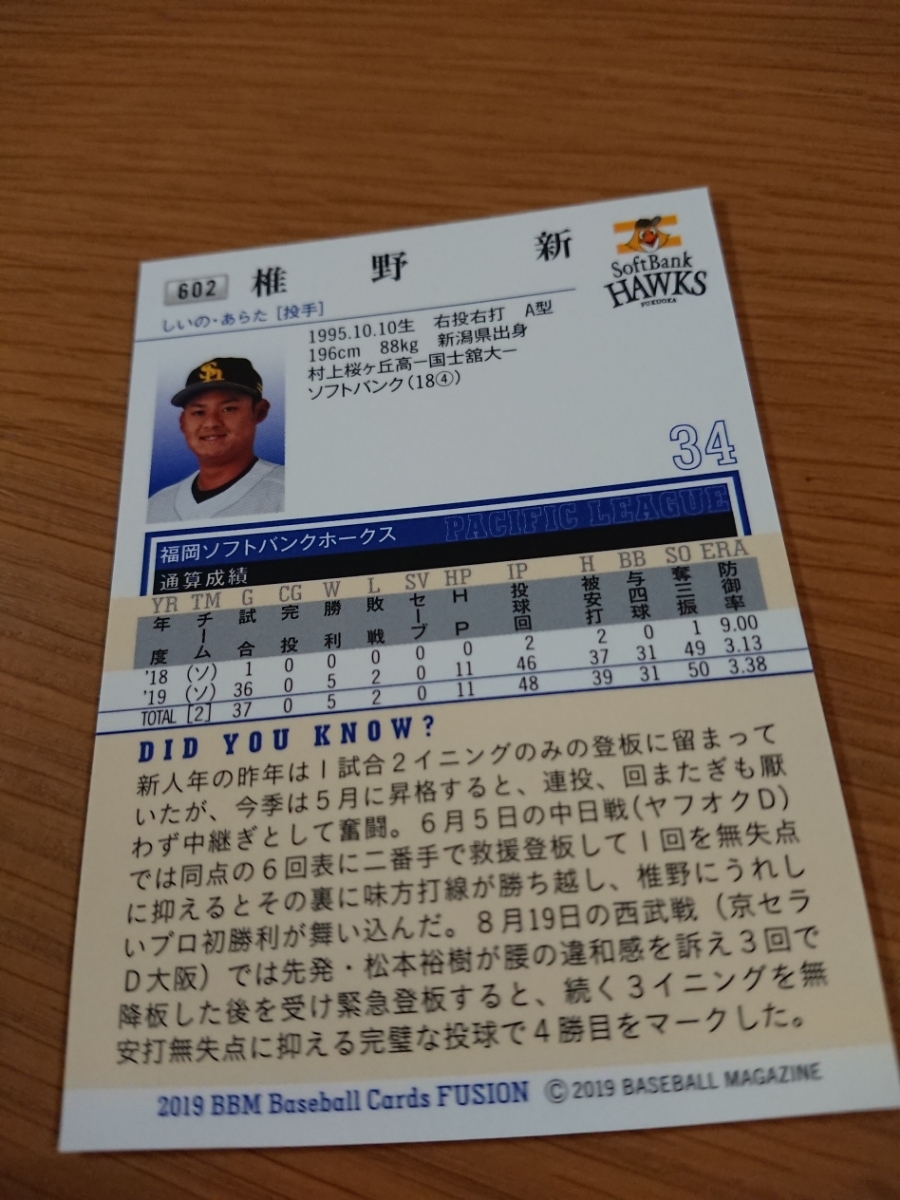 602 椎野 新
SoftBank
HAWKS
FUKUOKA
しいの・あらた [投手]
1995.10.10生 右投右打 A型
196cm 88kg 新潟県出身
村上桜ヶ丘高ー国士舘大ー
ソフトバンク(18④)
34
PACIFIC LEAGUE
福岡ソフトバンクホークス
通算成績
YR TM G CG W L SV HP IP H BB SO ERA
年度 チーム 試合 完投 勝利 敗戦 セーブ HP 投球回 被安打 与四球 奪三振 防御率
'18 (ソ) 1 0 0 0 0 0 2 2 0 1 9.00
'19 (ソ) 36 0 5 2 0 11 46 37 31 49 3.13
TOTAL [2] 37 0 5 2 0 11 48 39 31 50 3.38
DID YOU KNOW?
新人年の昨年は1試合2イニングのみの登板に留まって
いたが、今季は5月に昇格すると、連投、回またぎも厭
わず中継ぎとして奮闘。6月5日の中日戦(ヤフオクD)
では同点の6回表に二番手で救援登板して1回を無失点
に抑えるとその裏に味方打線が勝ち越し、椎野にうれし
いプロ初勝利が舞い込んだ。8月19日の西武戦(京セラ
D大阪)では先発・松本裕樹が腰の違和感を訴え3回で
降板した後を受け緊急登板すると、続く3イニングを無
安打無失点に抑える完璧な投球で4勝目をマークした。
2019 BBM Baseball Cards FUSION ©2019 BASEBALL MAGAZINE